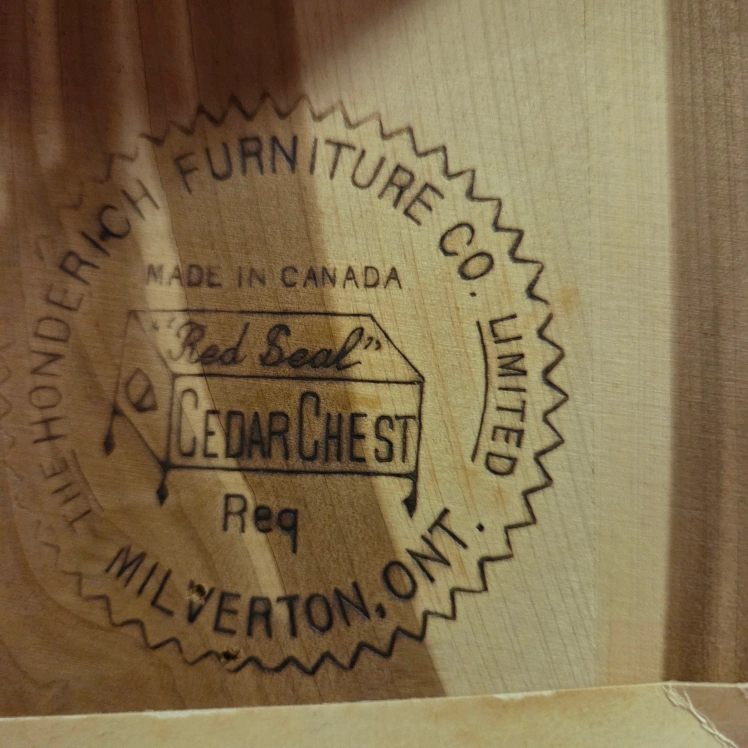 THE HONDERICH FURNITURE CO. LIMITED
MADE IN CANADA
"Red Seal"
CEDAR CHEST
Req
MILVERTON, ONT.